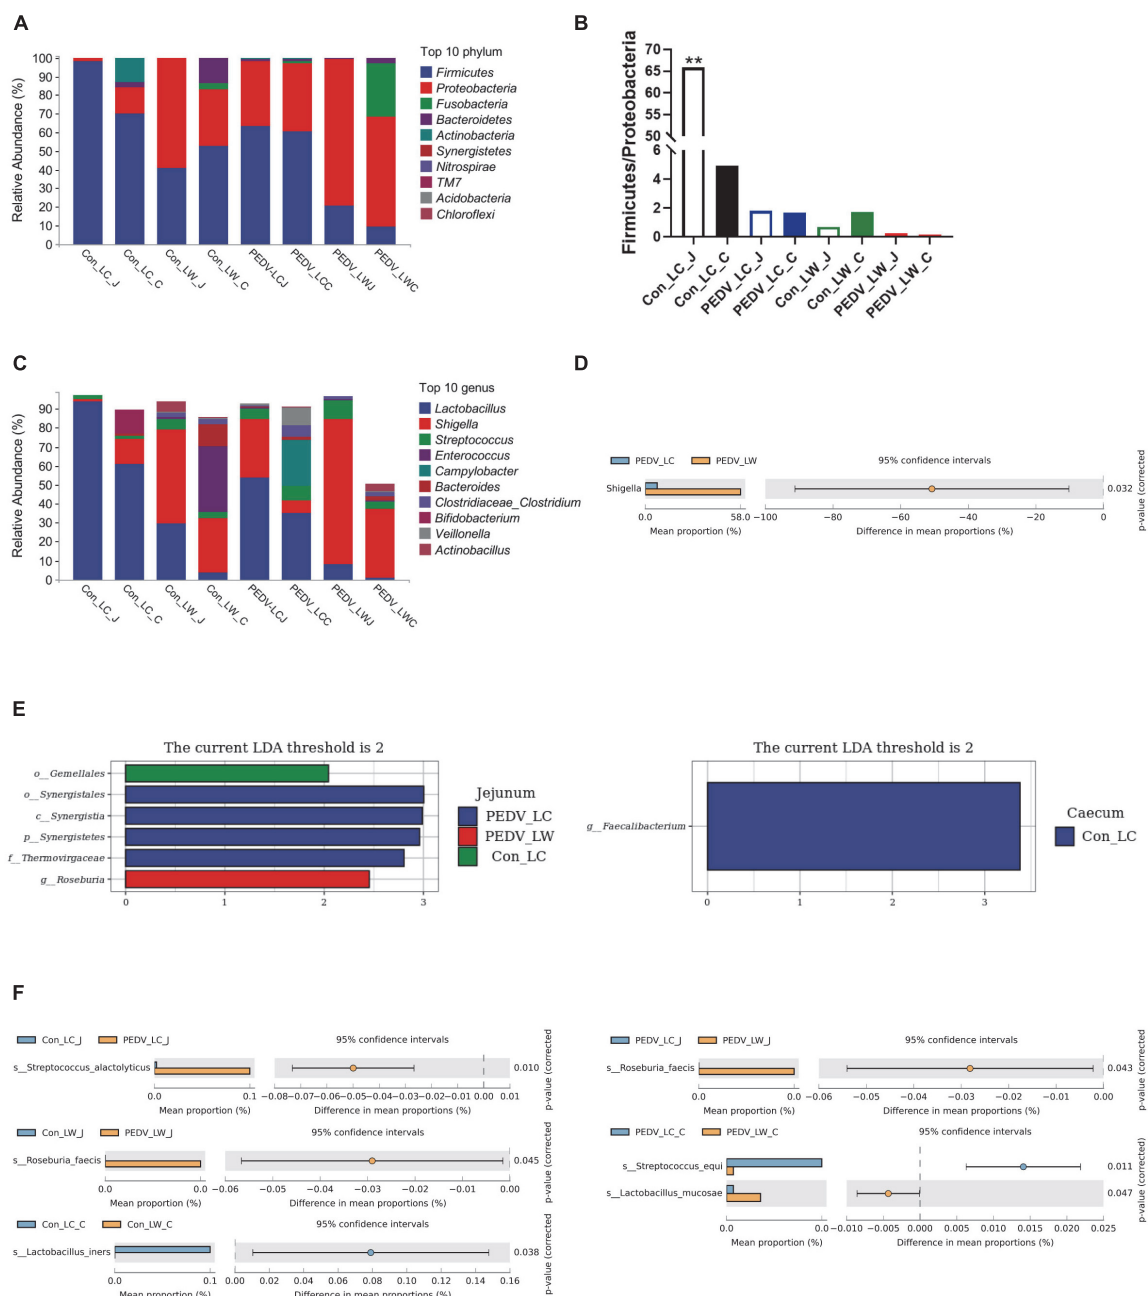 A
Top 10 phylum
Firmicutes
Proteobacteria
Fusobacteria
Bacteroidetes
Actinobacteria
Synergistetes
Nitrospirae
TM7
Acidobacteria
Chloroflexi
Relative Abundance (%)
100
90
80
70
60
50
40
30
20
10
0
Con_LC_J
Con_LC_C
Con_LW_J
Con_LW_C
PEDV-LCJ
PEDV_LCC
PEDV_LWJ
PEDV_LWC
B
Firmicutes/Proteobacteria
70
65
60
55
50
6
4
2
0
**
Con_LC_J
Con_LC_C
PEDV_LC_J
PEDV_LC_C
Con_LW_J
Con_LW_C
PEDV_LW_J
PEDV_LW_C
C
Top 10 genus
Lactobacillus
Shigella
Streptococcus
Enterococcus
Campylobacter
Bacteroides
Clostridiaceae_Clostridium
Bifidobacterium
Veillonella
Actinobacillus
Relative Abundance (%)
90
80
70
60
50
40
30
20
10
0
Con_LC_J
Con_LC_C
Con_LW_J
Con_LW_C
PEDV-LCJ
PEDV_LCC
PEDV_LWJ
PEDV_LWC
D
PEDV_LC PEDV_LW
95% confidence intervals
Shigella
0.032
p-value (corrected
0.0 58.0 −100 −80 −60 −40 −20 0
Mean proportion (%) Difference in mean proportions (%)
E
The current LDA threshold is 2
o__Gemellales
o__Synergistales
c__Synergistia
p__Synergistetes
f__Thermovirgaceae
g__Roseburia
0 1 2 3
Jejunum
PEDV_LC
PEDV_LW
Con_LC
The current LDA threshold is 2
g__Faecalibacterium
0 1 2 3
Caecum
Con_LC
F
Con_LC_J PEDV_LC_J 95% confidence intervals
s__Streptococcus_alactolyticus
0.010
p-value (corrected
0.0 0.1 −0.08 −0.07 −0.06 −0.05 −0.04 −0.03 −0.02 −0.01 0.00 0.01
Mean proportion (%) Difference in mean proportions (%)
Con_LW_J PEDV_LW_J 95% confidence intervals
s__Roseburia_faecis
0.045
p-value (corrected
0.0 0.0 −0.06 −0.05 −0.04 −0.03 −0.02 −0.01 0.00
Mean proportion (%) Difference in mean proportions (%)
Con_LC_C Con_LW_C 95% confidence intervals
s__Lactobacillus_iners
0.038
p-value (corrected
0.0 0.1 0.00 0.02 0.04 0.06 0.08 0.10 0.12 0.14 0.16
Mean proportion (%) Difference in mean proportions (%)
PEDV_LC_J PEDV_LW_J 95% confidence intervals
s__Roseburia_faecis
0.043
p-value (corrected
0.0 0.0 −0.06 −0.05 −0.04 −0.03 −0.02 −0.01 0.00
Mean proportion (%) Difference in mean proportions (%)
PEDV_LC_C PEDV_LW_C 95% confidence intervals
s__Streptococcus_equi
0.011
s__Lactobacillus_mucosae
0.047
p-value (corrected)
0.0 0.0 −0.010 −0.005 0.000 0.005 0.010 0.015 0.020 0.025
Mean proportion (%) Difference in mean proportions (%)